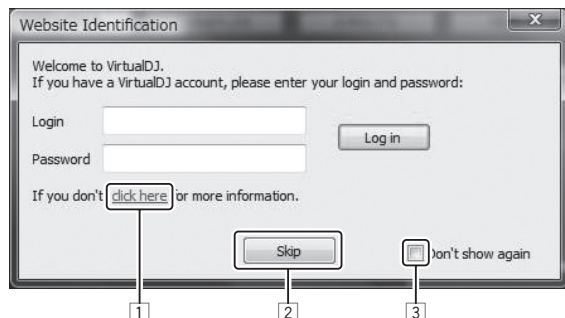 Website Identification
Welcome to VirtualDJ.
If you have a VirtualDJ account, please enter your login and password:
Login
Log in
Password
If you don't click here for more information.
Skip
Don't show again
1 2 3